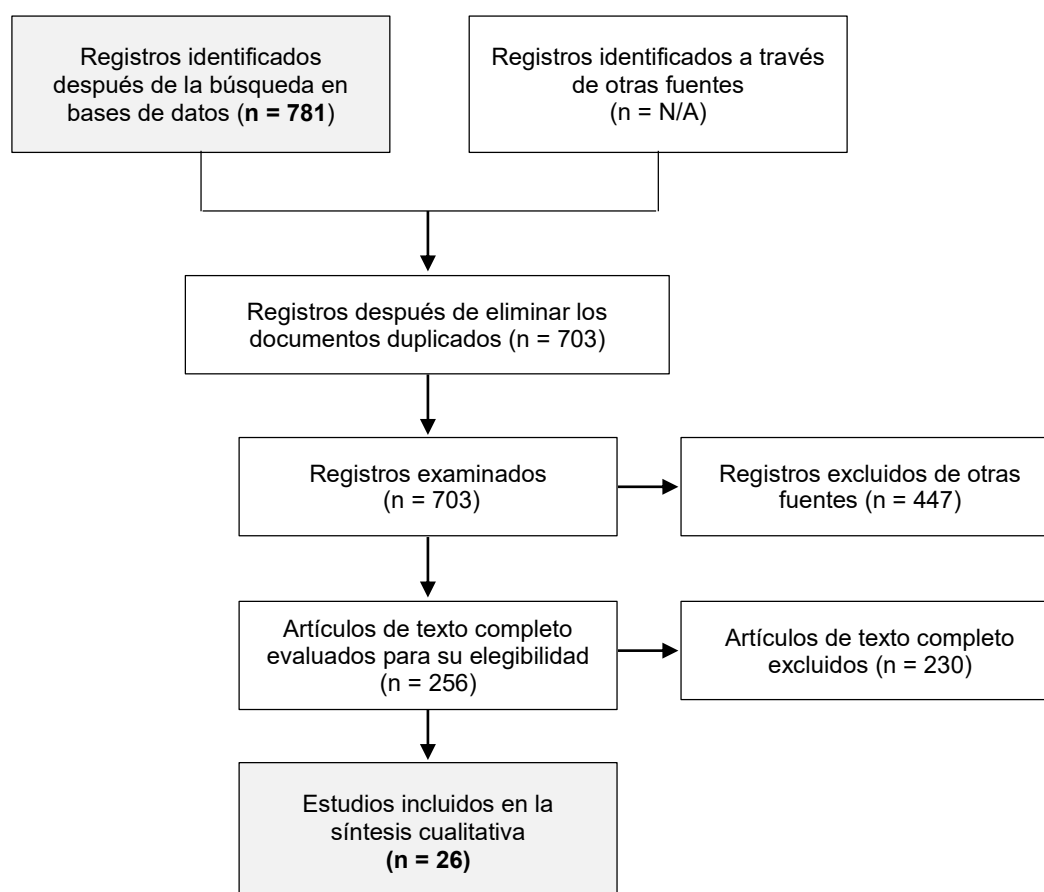 Registros identificados
después de la búsqueda en
bases de datos (n = 781)
Registros identificados a través
de otras fuentes
(n = N/A)
Registros después de eliminar los
documentos duplicados (n = 703)
Registros examinados
(n = 703)
Registros excluidos de otras
fuentes (n = 447)
Artículos de texto completo
evaluados para su elegibilidad
(n = 256)
Artículos de texto completo
excluidos (n = 230)
Estudios incluidos en la
síntesis cualitativa
(n = 26)